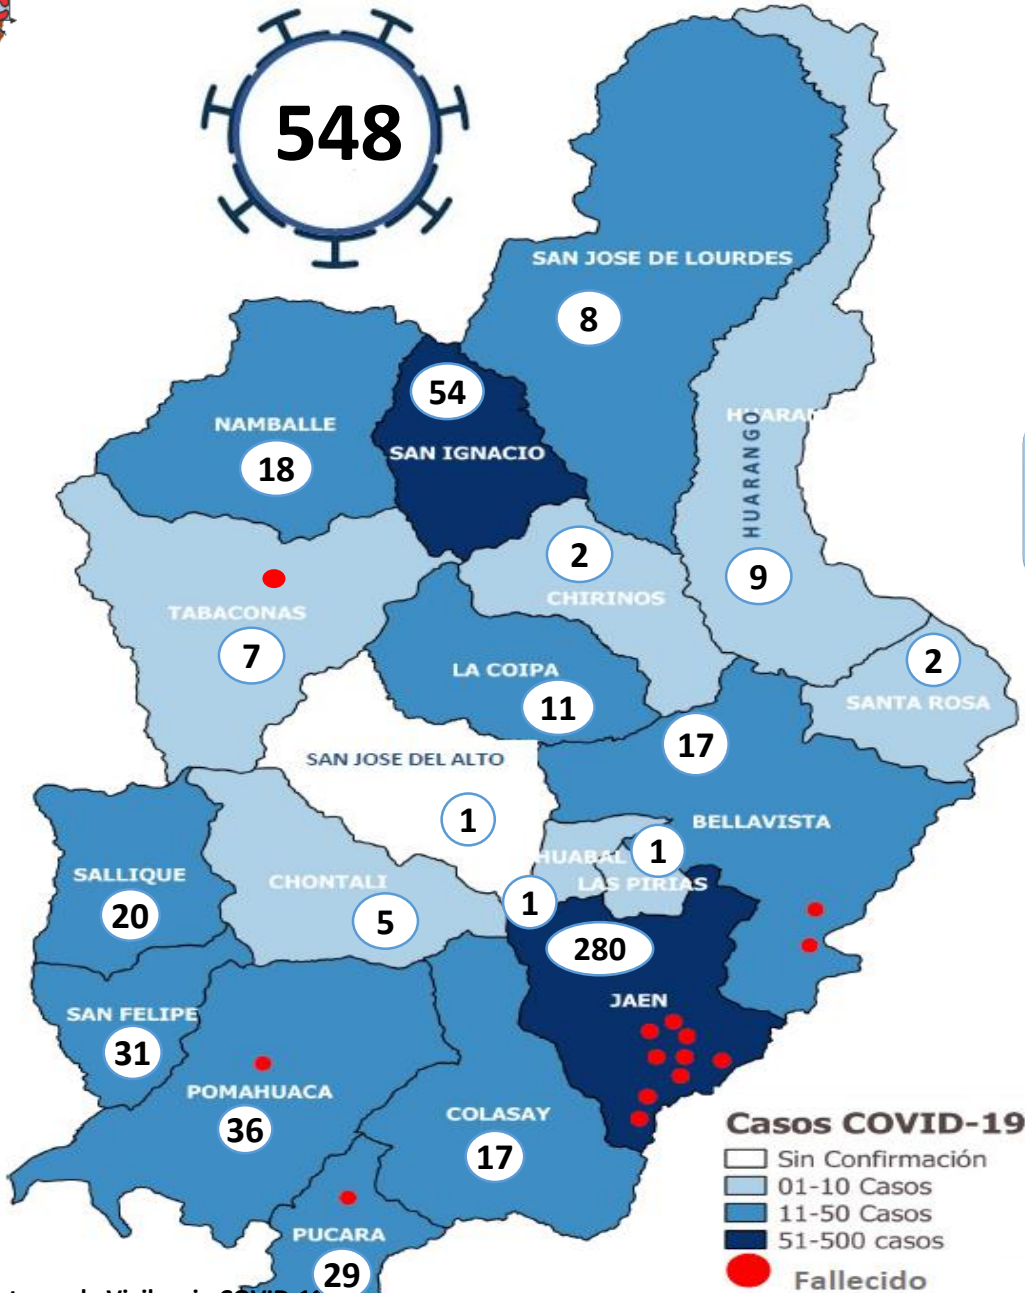 548
SAN JOSE DE LOURDES
8
54
SAN IGNACIO
NAMBALLE
18
HUARAN
HUARANGO
9
2
CHIRINOS
TABACONAS
7
LA COIPA
11
2
SANTA ROSA
17
BELLAVISTA
SAN JOSE DEL ALTO
1
HUABAL
1
LAS PIRIAS
1
SALLIQUE
20
CHONTALI
5
280
JAEN
SAN FELIPE
31
POMAHUACA
36
COLASAY
17
PUCARA
29
Casos COVID-19
Sin Confirmación
01-10 Casos
11-50 Casos
51-500 casos
Fallecido